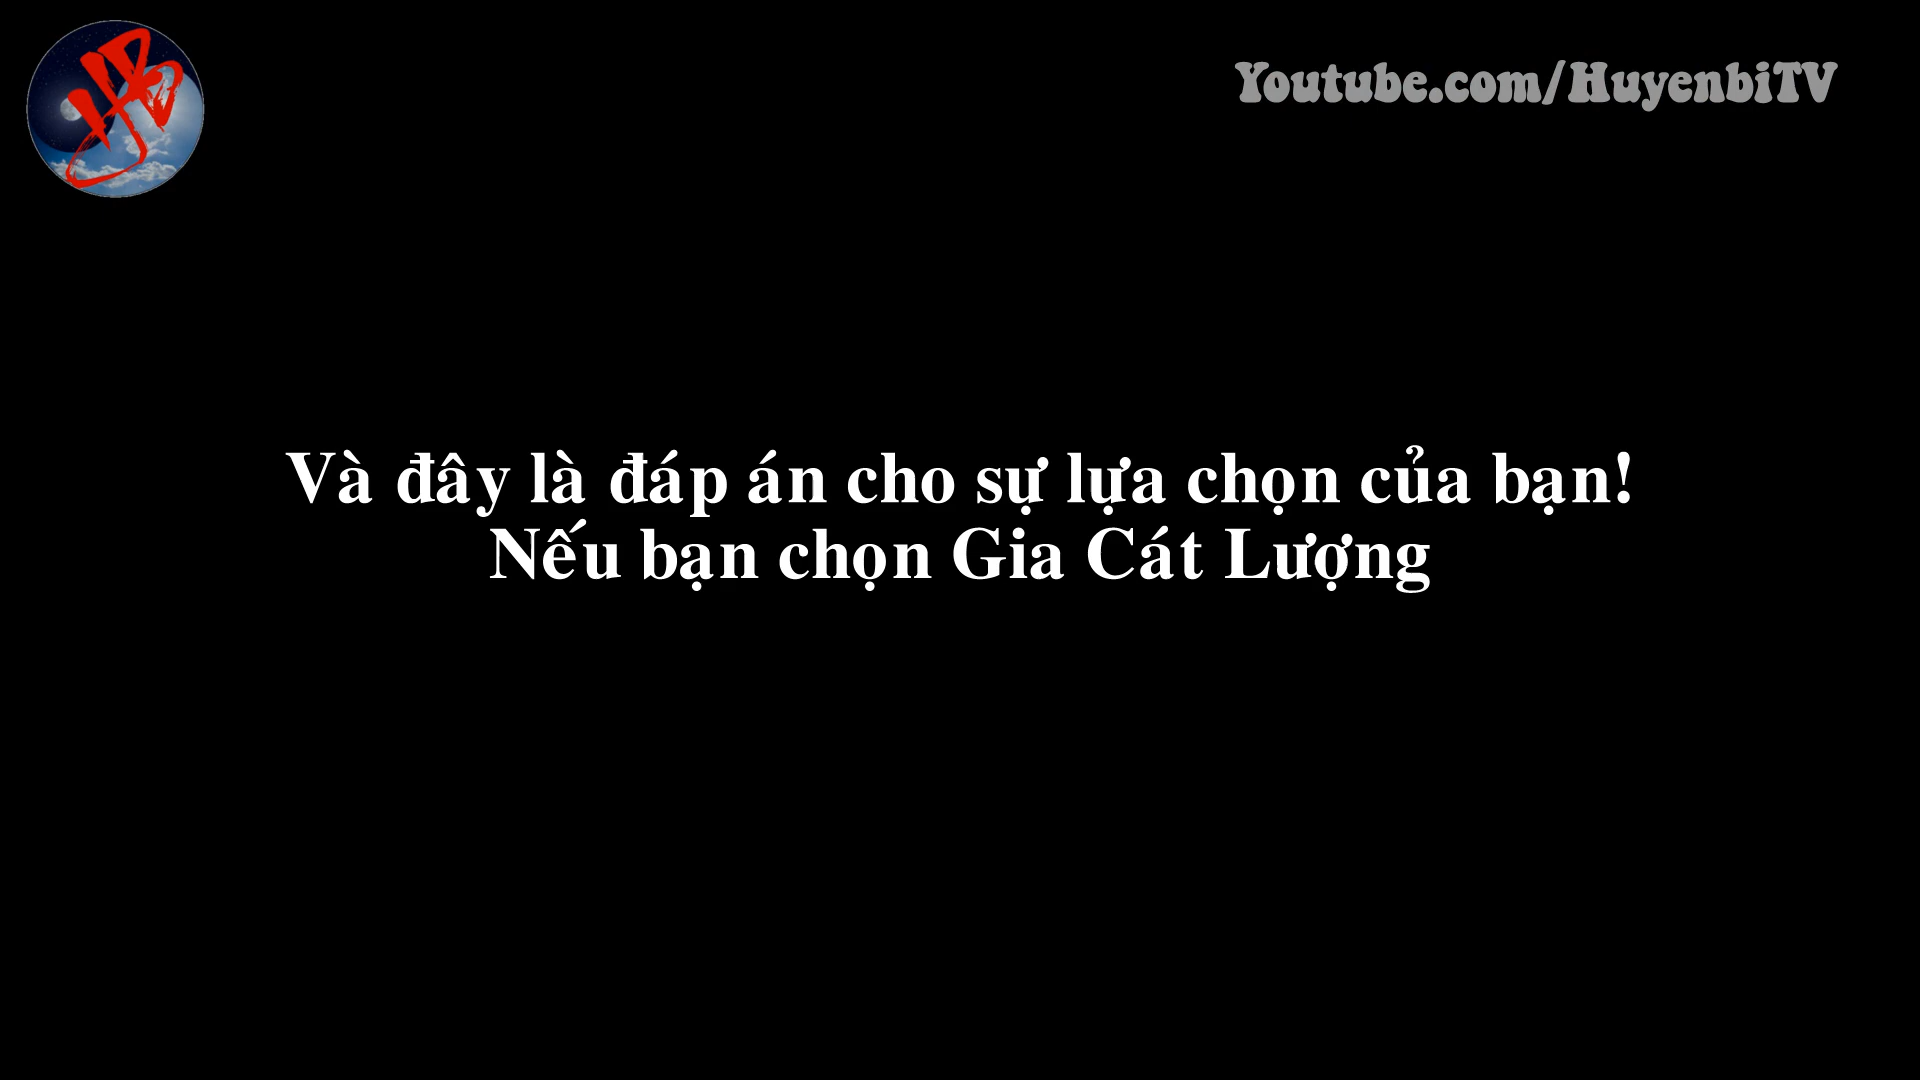 HB
Youtube.com/HuyenbiTV
Và đây là đáp án cho sự lựa chọn của bạn!
Nếu bạn chọn Gia Cát Lượng